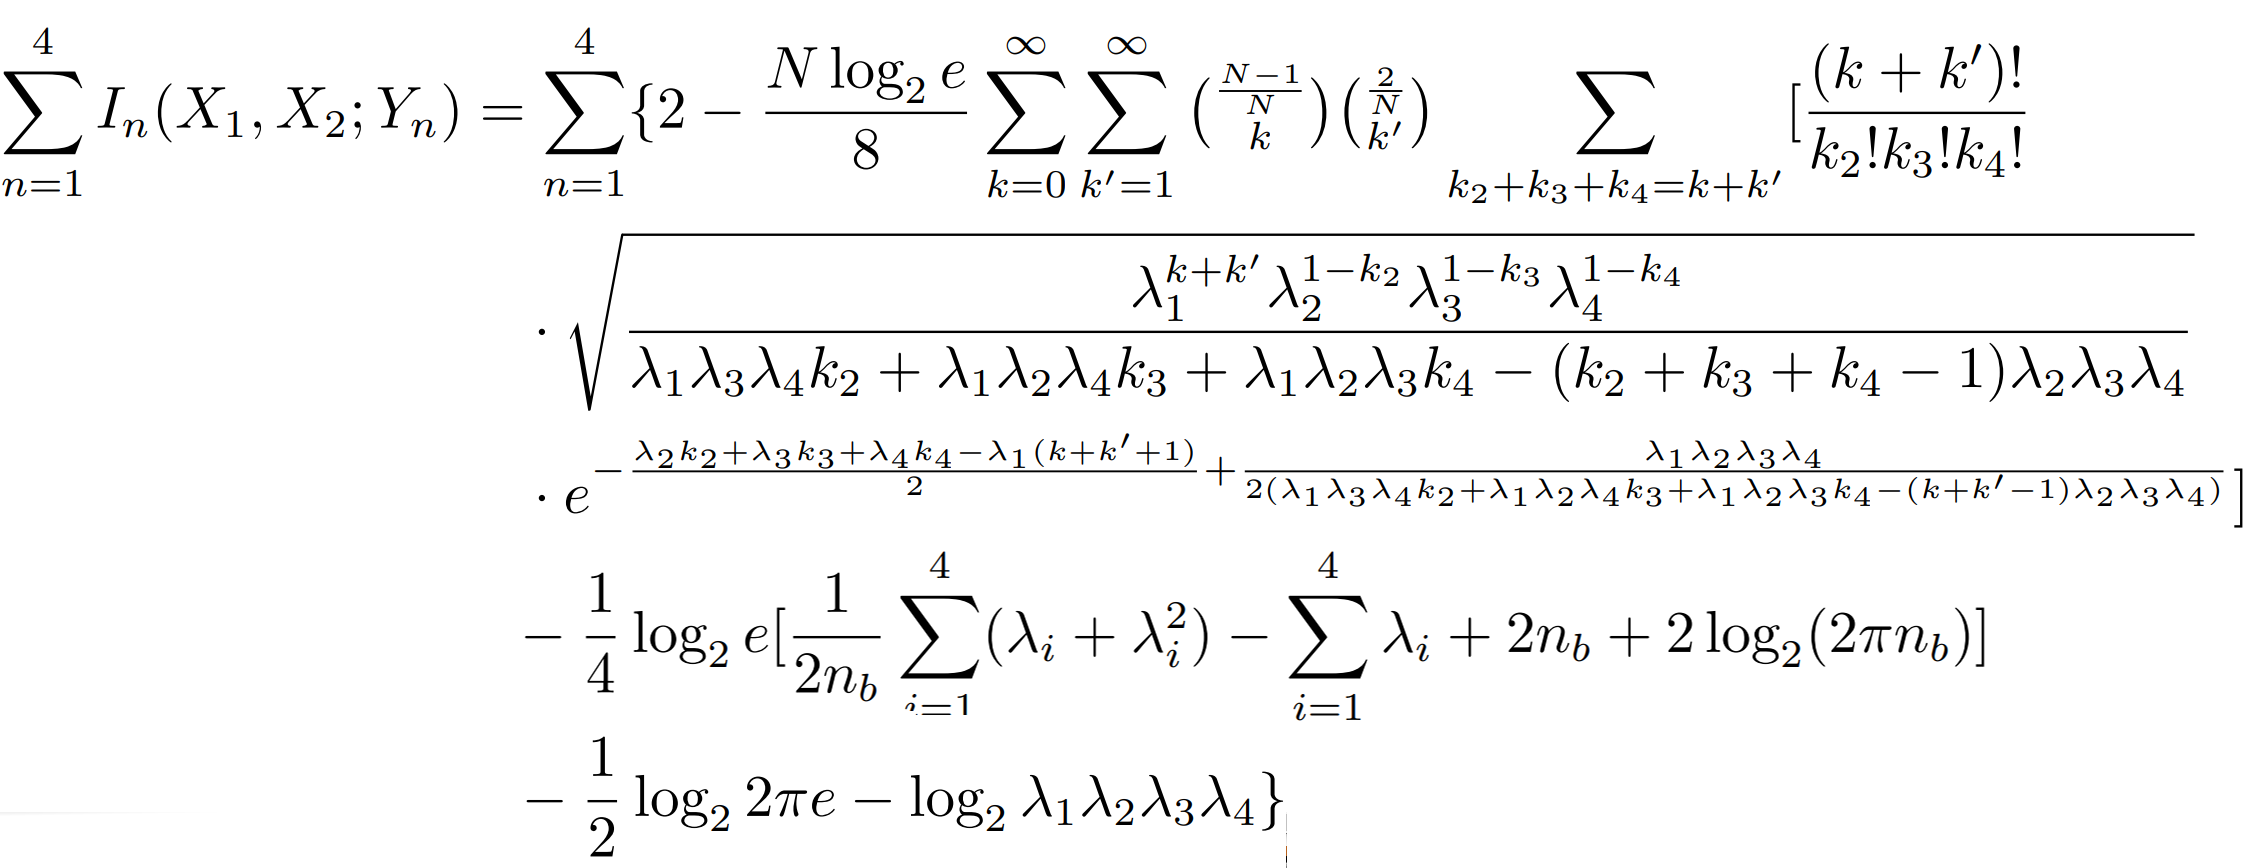 \sum_{n=1}^{4} I_n(X_1, X_2; Y_n) = \sum_{n=1}^{4} \{2 - \frac{N \log_2 e}{8} \sum_{k=0}^{\infty} \sum_{k'=1}^{\infty} \binom{\frac{N-1}{N}}{k} \binom{\frac{2}{N}}{k'} \sum_{k_2+k_3+k_4=k+k'} [\frac{(k+k')!}{k_2!k_3!k_4!}
\cdot \sqrt{\frac{\lambda_1^{k+k'} \lambda_2^{1-k_2} \lambda_3^{1-k_3} \lambda_4^{1-k_4}}{\lambda_1\lambda_3\lambda_4 k_2 + \lambda_1\lambda_2\lambda_4 k_3 + \lambda_1\lambda_2\lambda_3 k_4 - (k_2 + k_3 + k_4 - 1)\lambda_2\lambda_3\lambda_4}}
\cdot e^{-\frac{\lambda_2 k_2+\lambda_3 k_3+\lambda_4 k_4-\lambda_1(k+k'+1)}{2}+\frac{\lambda_1\lambda_2\lambda_3\lambda_4}{2(\lambda_1\lambda_3\lambda_4 k_2+\lambda_1\lambda_2\lambda_4 k_3+\lambda_1\lambda_2\lambda_3 k_4-(k+k'-1)\lambda_2\lambda_3\lambda_4)}}]
- \frac{1}{4} \log_2 e[\frac{1}{2n_b} \sum_{i=1}^{4} (\lambda_i + \lambda_i^2) - \sum_{i=1}^{4} \lambda_i + 2n_b + 2\log_2(2\pi n_b)]
- \frac{1}{2} \log_2 2\pi e - \log_2 \lambda_1\lambda_2\lambda_3\lambda_4\}